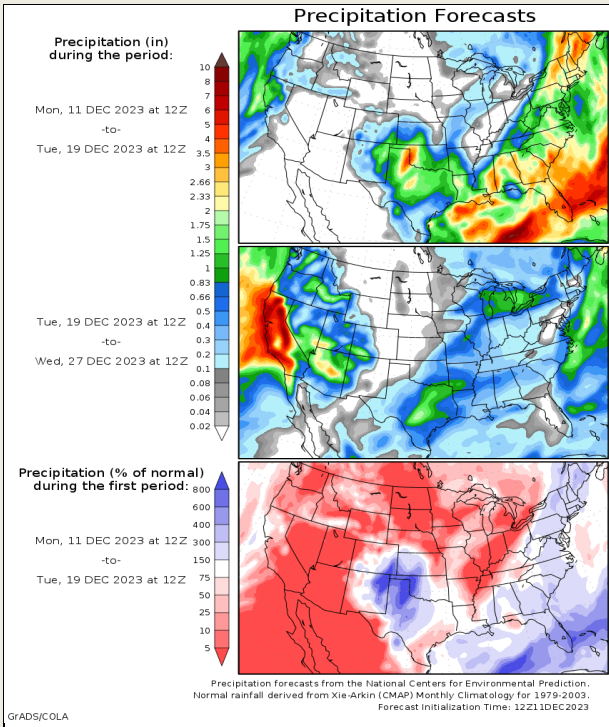 Precipitation Forecasts
Precipitation (in)
during the period:
Mon, 11 DEC 2023 at 12Z
-to-
Tue, 19 DEC 2023 at 12Z
10
8
7
6
5
4
3.5
3
2.66
2.33
2
1.75
1.5
1.25
1
0.83
0.66
0.5
0.4
0.3
0.2
0.1
0.08
0.06
0.04
0.02
Tue, 19 DEC 2023 at 12Z
-to-
Wed, 27 DEC 2023 at 12Z
Precipitation (% of normal)
during the first period:
Mon, 11 DEC 2023 at 12Z
-to-
Tue, 19 DEC 2023 at 12Z
800
600
400
300
150
75
50
25
10
5
Precipitation forecasts from the National Centers for Environmental Prediction.
Normal rainfall derived from Xie-Arkin (CMAP) Monthly Climatology for 1979-2003.
Forecast Initialization Time: 12Z11DEC2023
GrADS/COLA